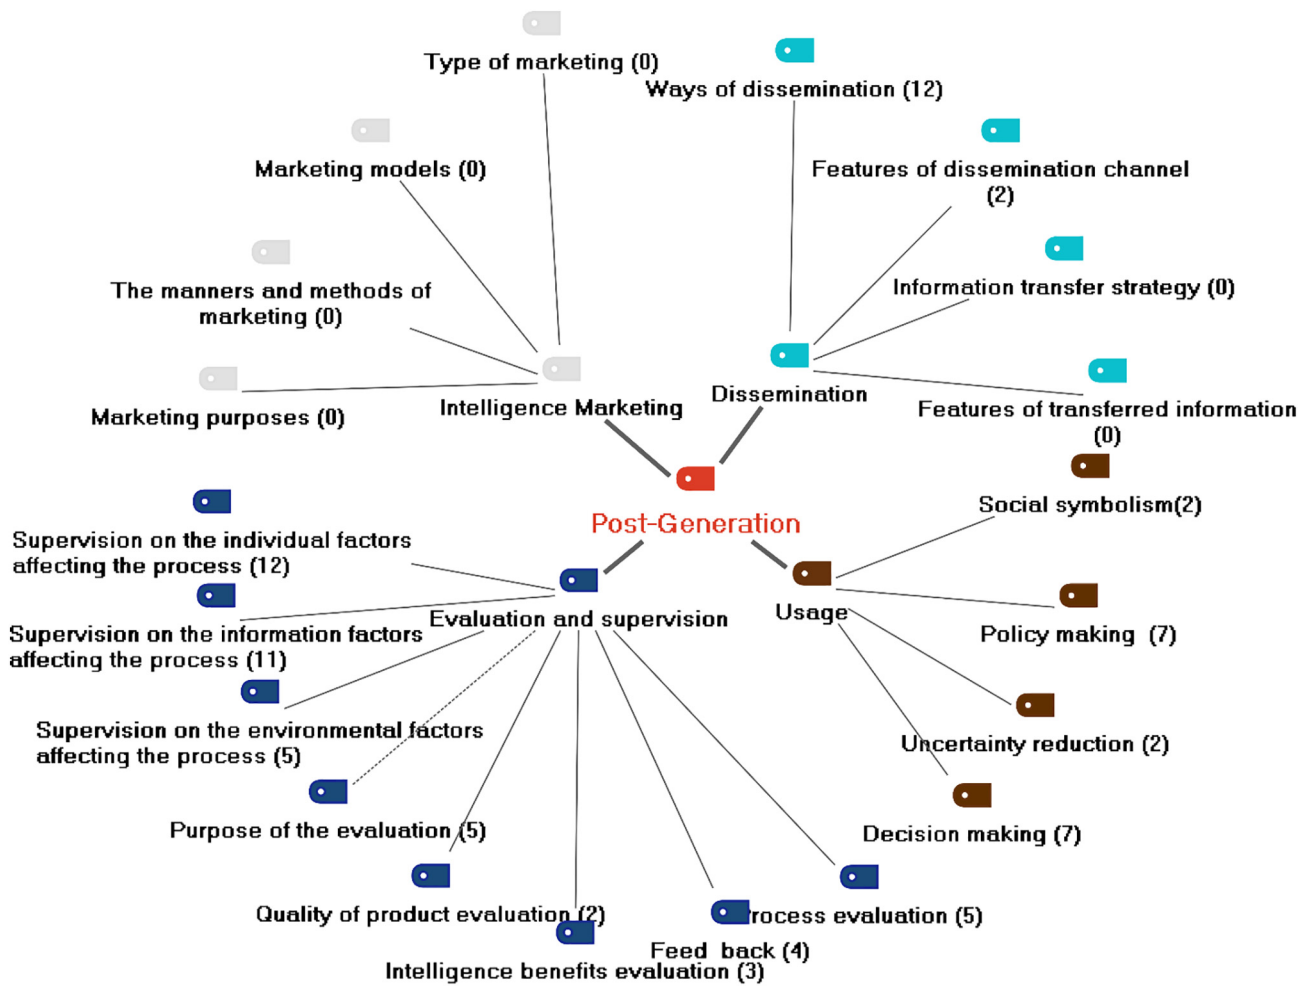 Type of marketing (0)
Ways of dissemination (12)
Marketing models (0)
Features of dissemination channel
(2)
The manners and methods of
marketing (0)
Information transfer strategy (0)
Marketing purposes (0)
Intelligence Marketing
Dissemination
Features of transferred information
(0)
Post-Generation
Social symbolism(2)
Supervision on the individual factors
affecting the process (12)
Evaluation and supervision
Usage
Supervision on the information factors
affecting the process (11)
Policy making (7)
Supervision on the environmental factors
affecting the process (5)
Uncertainty reduction (2)
Purpose of the evaluation (5)
Decision making (7)
Quality of product evaluation (2)
Process evaluation (5)
Feed back (4)
Intelligence benefits evaluation (3)